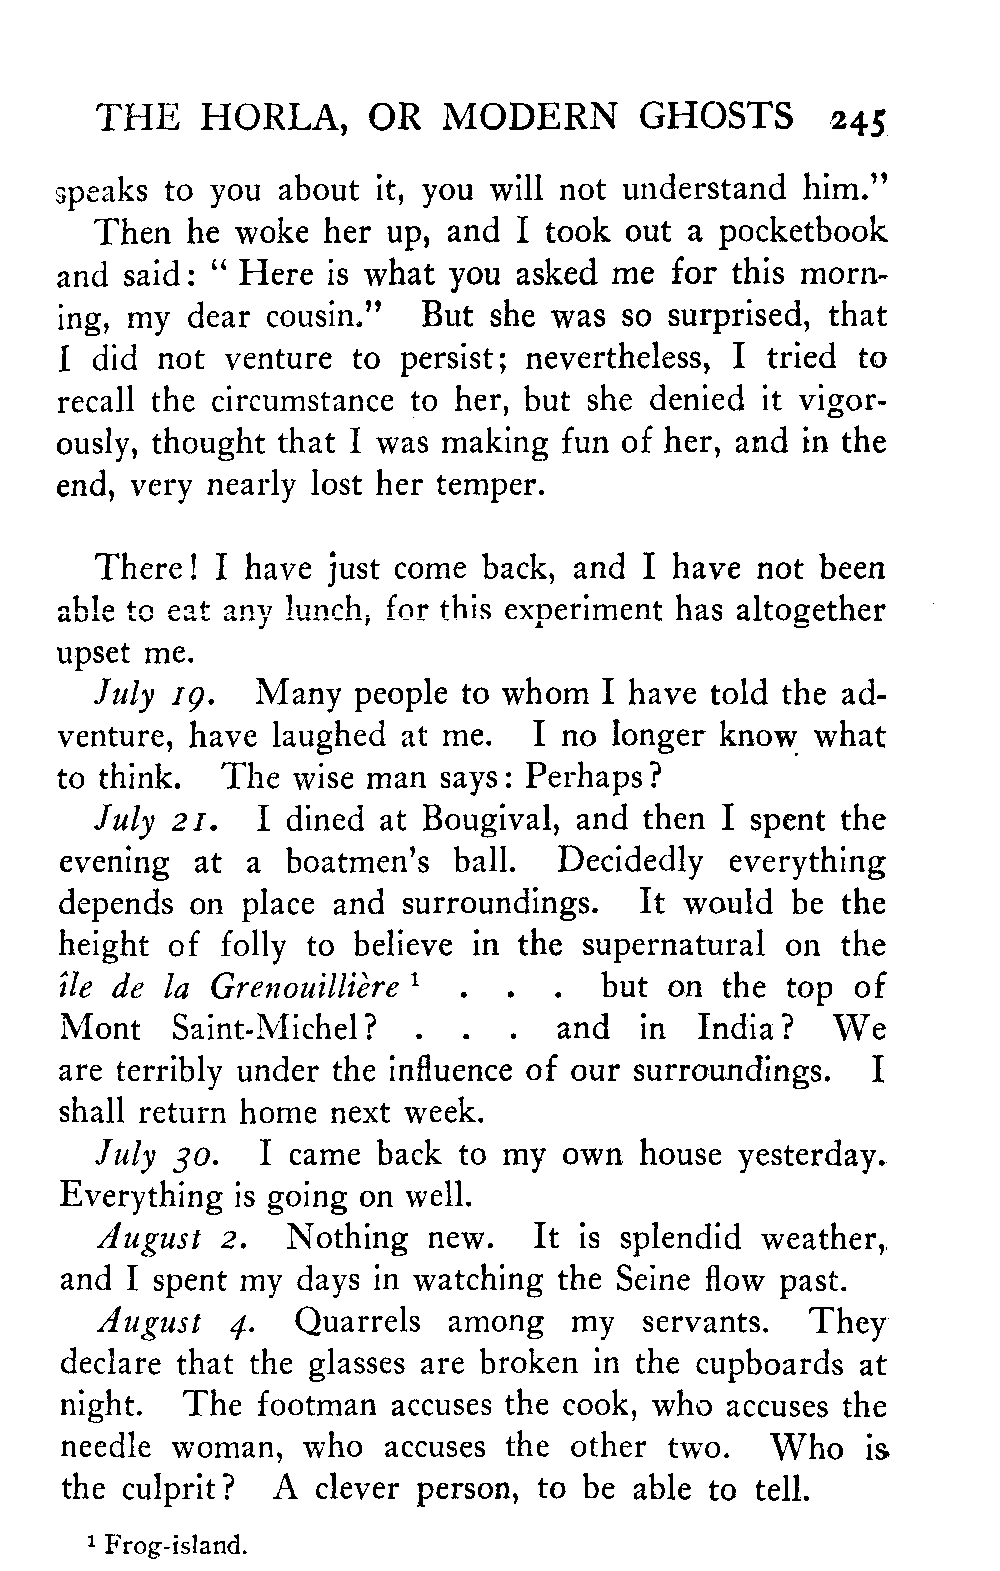 THE HORLA, OR MODERN GHOSTS 245
speaks to you about it, you will not understand him."
Then he woke her up, and I took out a pocketbook
and said: " Here is what you asked me for this morn-
ing, my dear cousin." But she was so surprised, that
I did not venture to persist; nevertheless, I tried to
recall the circumstance to her, but she denied it vigor-
ously, thought that I was making fun of her, and in the
end, very nearly lost her temper.
There! I have just come back, and I have not been
able to eat any lunch, for this experiment has altogether
upset me.
July 19. Many people to whom I have told the ad-
venture, have laughed at me. I no longer know what
to think. The wise man says: Perhaps?
July 21. I dined at Bougival, and then I spent the
evening at a boatmen's ball. Decidedly everything
depends on place and surroundings. It would be the
height of folly to believe in the supernatural on the
île de la Grenouillière ¹ . . . but on the top of
Mont Saint-Michel? . . . and in India? We
are terribly under the influence of our surroundings. I
shall return home next week.
July 30. I came back to my own house yesterday.
Everything is going on well.
August 2. Nothing new. It is splendid weather,
and I spent my days in watching the Seine flow past.
August 4. Quarrels among my servants. They
declare that the glasses are broken in the cupboards at
night. The footman accuses the cook, who accuses the
needle woman, who accuses the other two. Who is
the culprit? A clever person, to be able to tell.
¹ Frog-island.